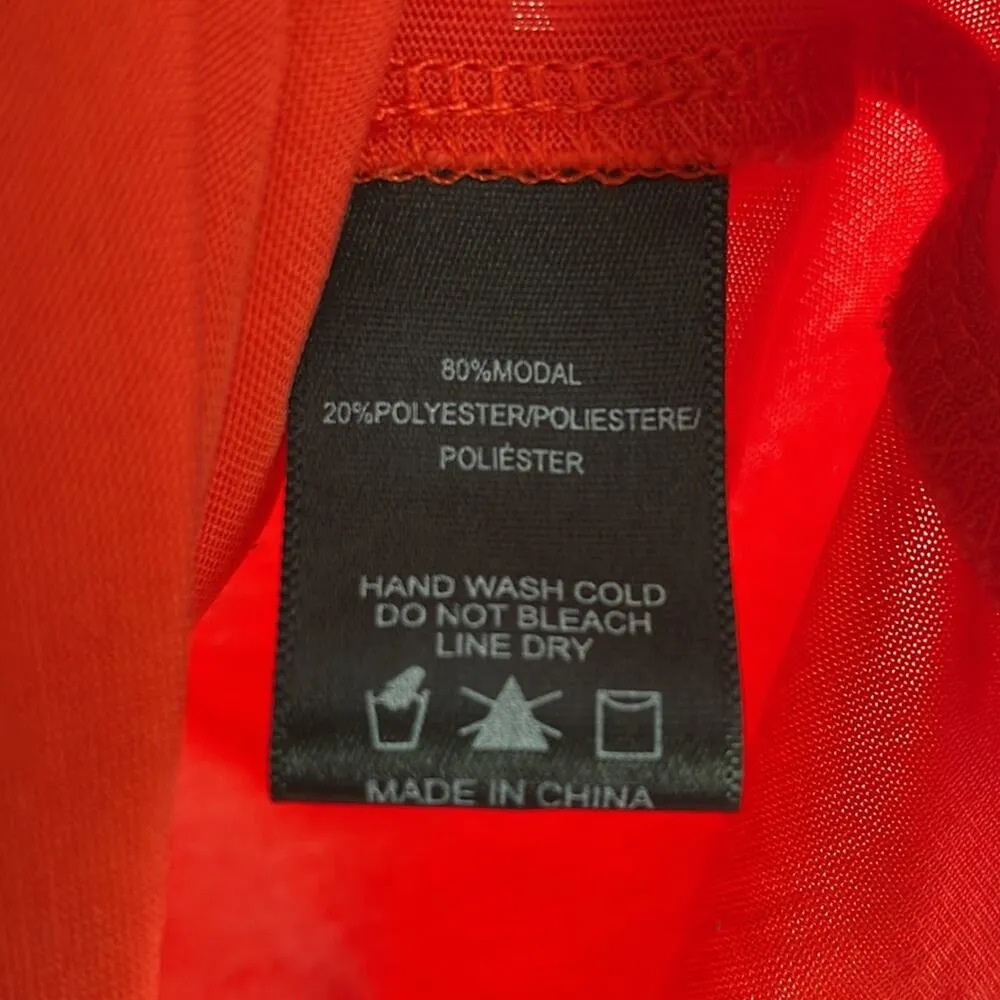 80%MODAL
20%POLYESTER/POLIESTERE/
POLIÉSTER
HAND WASH COLD
DO NOT BLEACH
LINE DRY
MADE IN CHINA